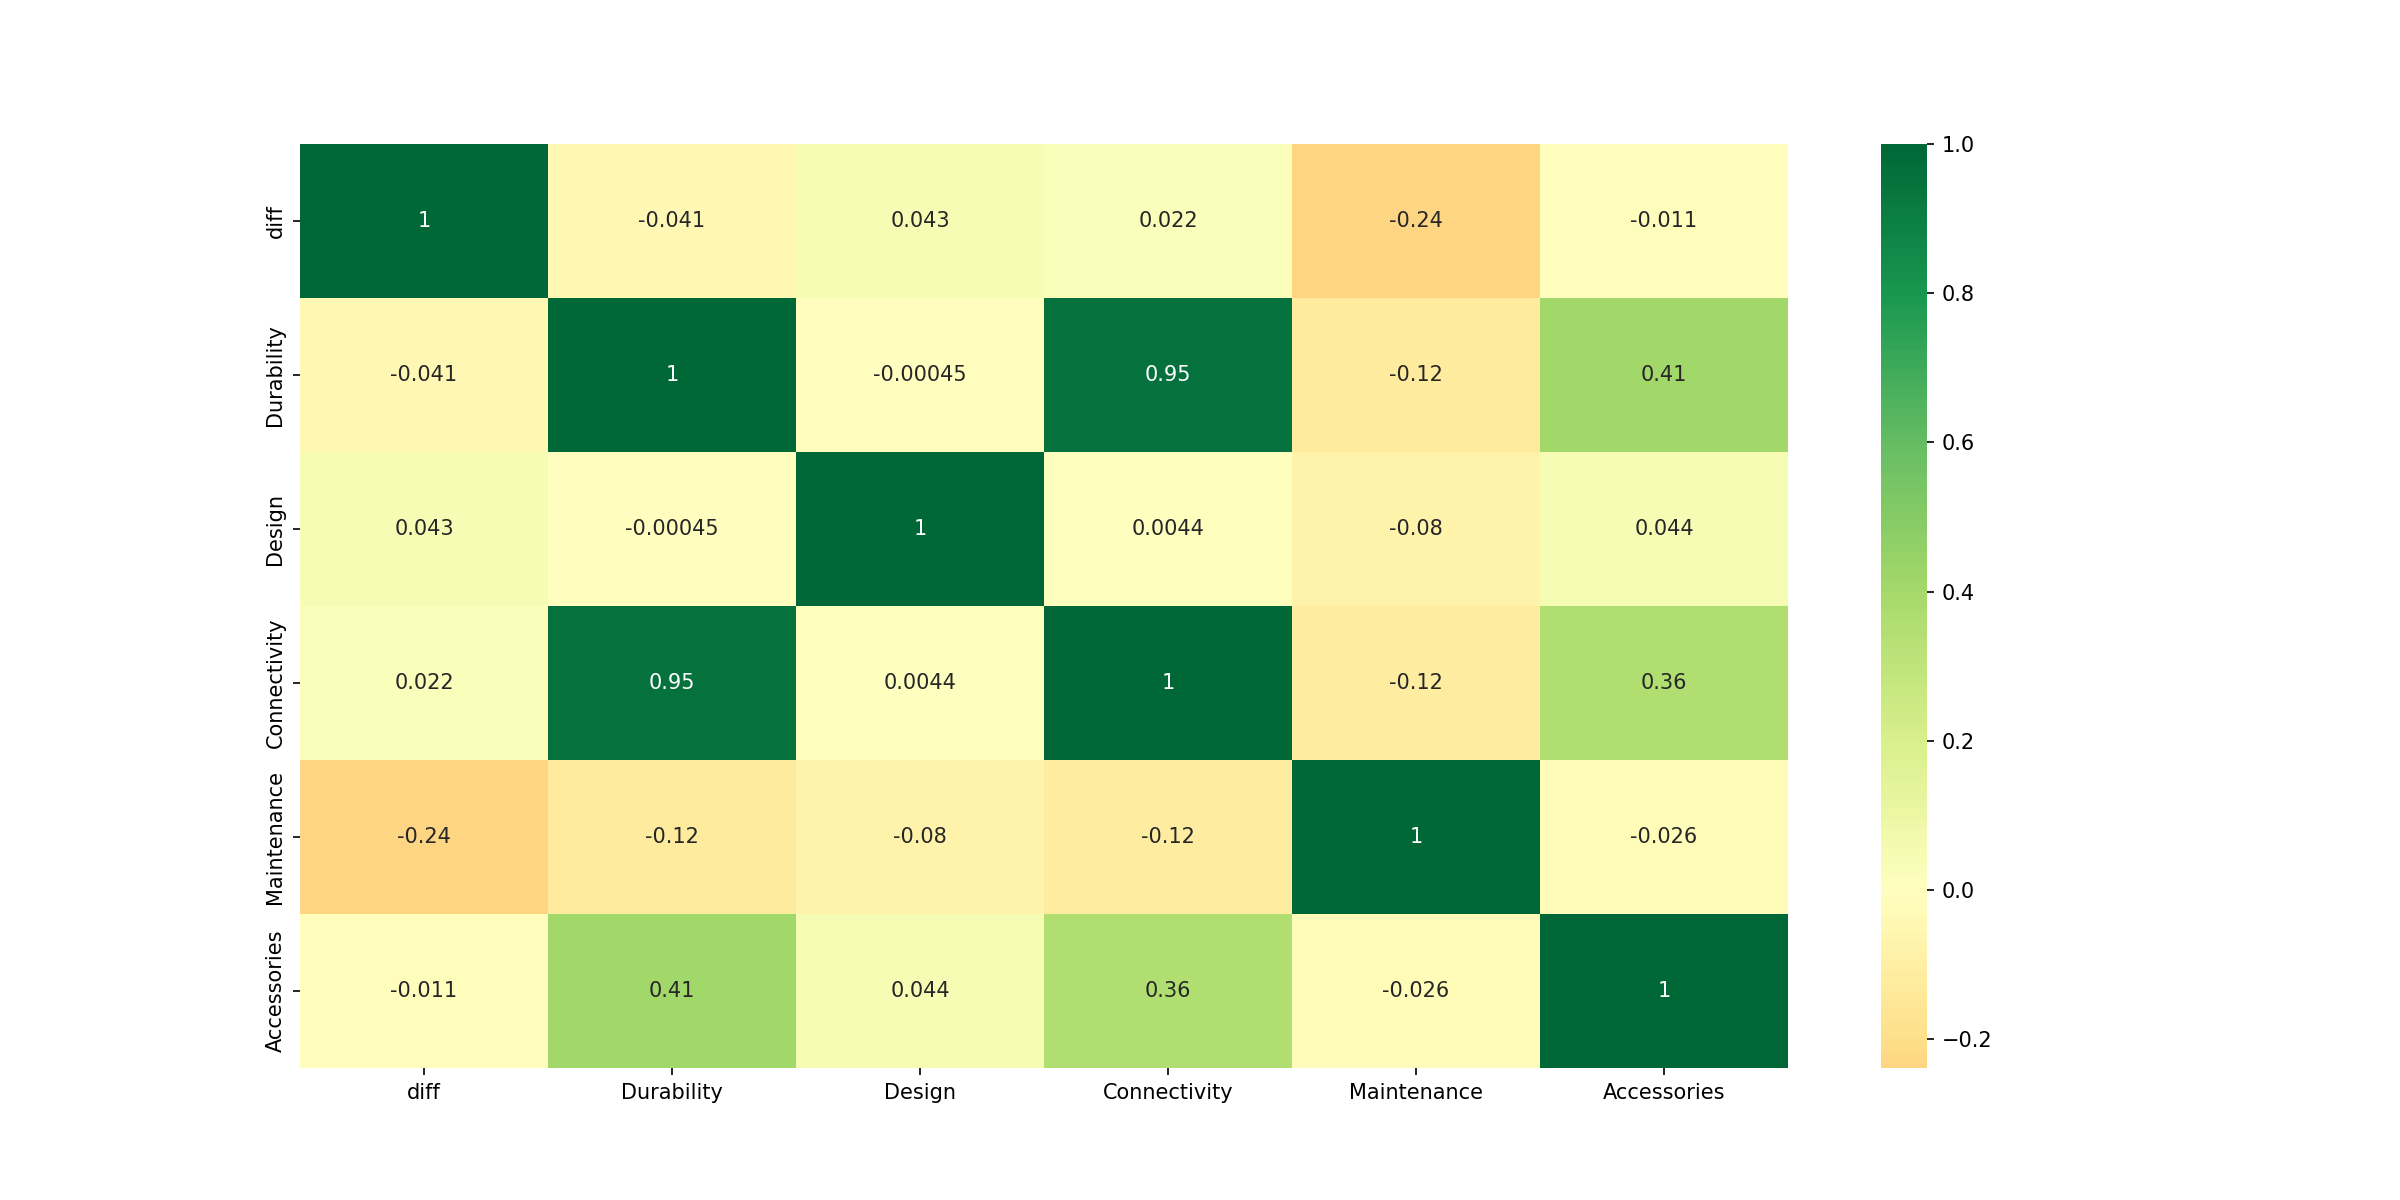 1.0
diff 1 -0.041 0.043 0.022 -0.24 -0.011
0.8
Durability -0.041 1 -0.00045 0.95 -0.12 0.41
0.6
Design 0.043 -0.00045 1 0.0044 -0.08 0.044
0.4
Connectivity 0.022 0.95 0.0044 1 -0.12 0.36
0.2
Maintenance -0.24 -0.12 -0.08 -0.12 1 -0.026
0.0
Accessories -0.011 0.41 0.044 0.36 -0.026 1
−0.2
diff Durability Design Connectivity Maintenance Accessories